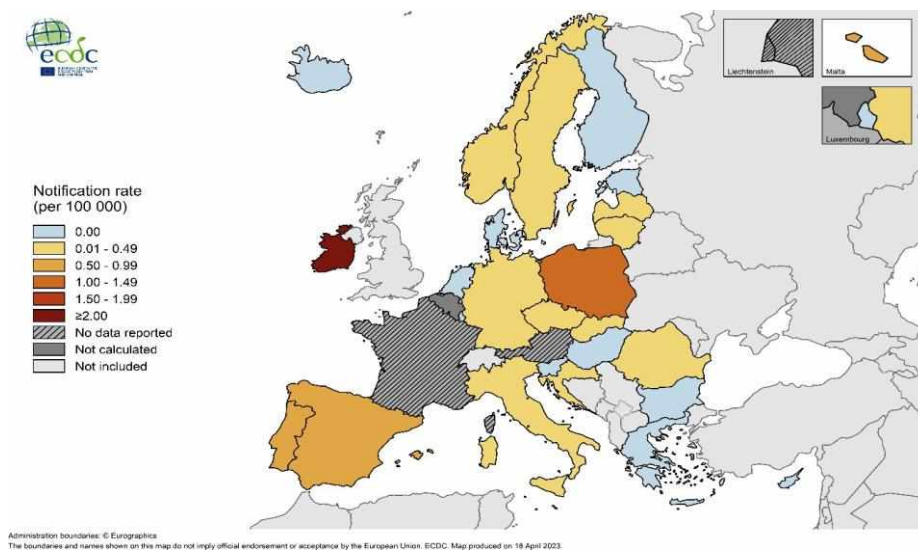 ecdc
Liechtenstein
Malta
Luxembourg
Notification rate
(per 100 000)
0.00
0.01 - 0.49
0.50 - 0.99
1.00 - 1.49
1.50 - 1.99
≥2.00
No data reported
Not calculated
Not included
Administration boundaries: © Eurographics
The boundaries and names shown on this map do not imply official endorsement or acceptance by the European Union. ECDC. Map produced on 18 April 2023.